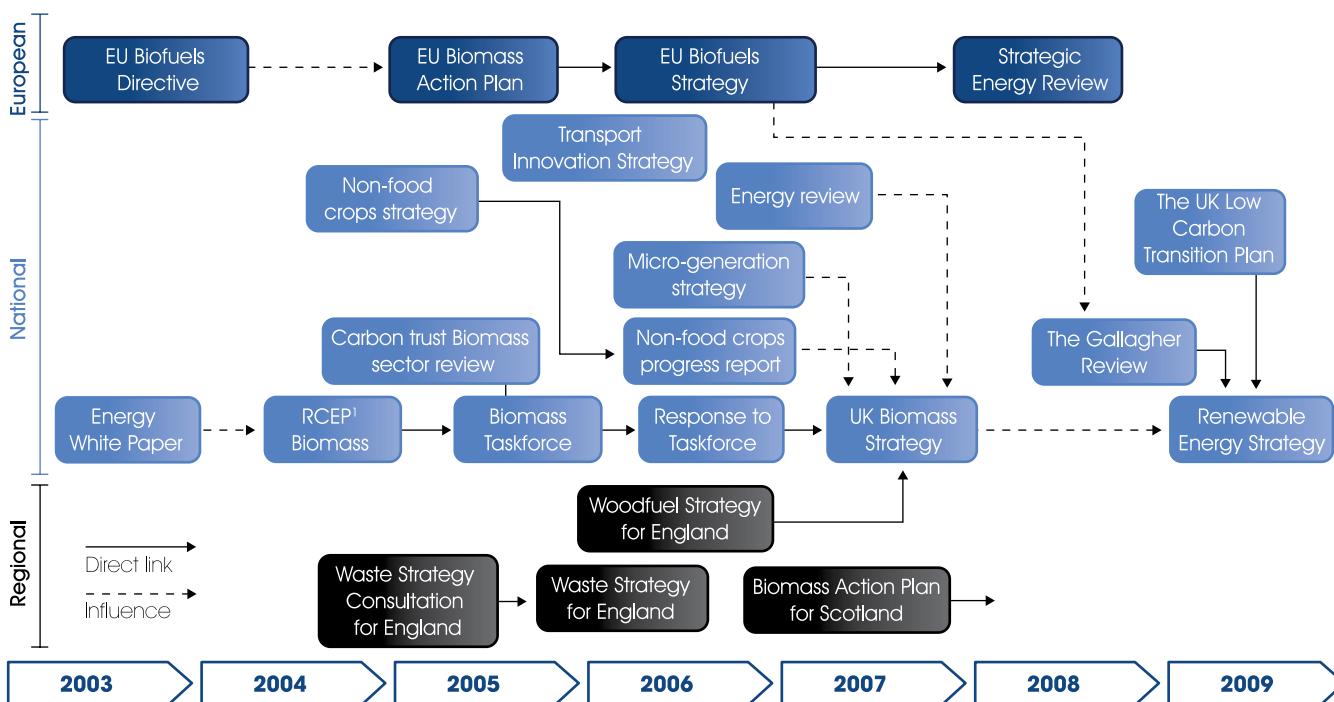 European
EU Biofuels
Directive
EU Biomass
Action Plan
EU Biofuels
Strategy
Strategic
Energy Review
National
Transport
Innovation Strategy
Non-food
crops strategy
Energy review
The UK Low
Carbon
Transition Plan
Micro-generation
strategy
Carbon trust Biomass
sector review
Non-food crops
progress report
The Gallagher
Review
Energy
White Paper
RCEP¹
Biomass
Biomass
Taskforce
Response to
Taskforce
UK Biomass
Strategy
Renewable
Energy Strategy
Regional
Woodfuel Strategy
for England
Direct link
Influence
Waste Strategy
Consultation
for England
Waste Strategy
for England
Biomass Action Plan
for Scotland
2003
2004
2005
2006
2007
2008
2009